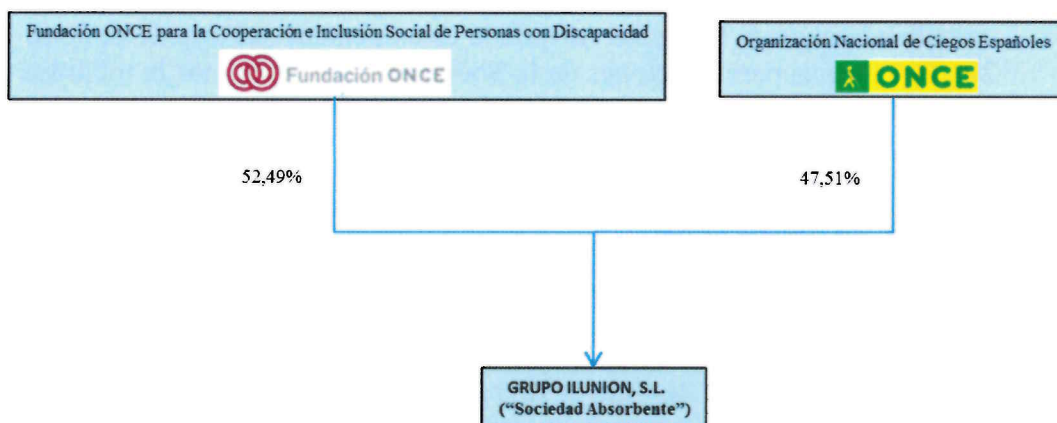 Fundación ONCE para la Cooperación e Inclusión Social de Personas con Discapacidad
Fundación ONCE
Organización Nacional de Ciegos Españoles
ONCE
52,49%
47,51%
GRUPO ILUNION, S.L.
(“Sociedad Absorbente”)